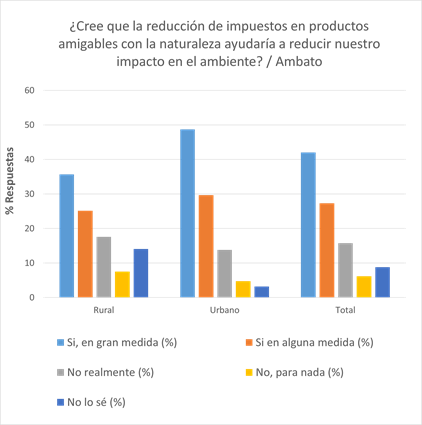 ¿Cree que la reducción de impuestos en productos
amigables con la naturaleza ayudaría a reducir nuestro
impacto en el ambiente? / Ambato
% Respuestas
60
50
40
30
20
10
0
Rural
Urbano
Total
Si, en gran medida (%)
Si en alguna medida (%)
No realmente (%)
No, para nada (%)
No lo sé (%)